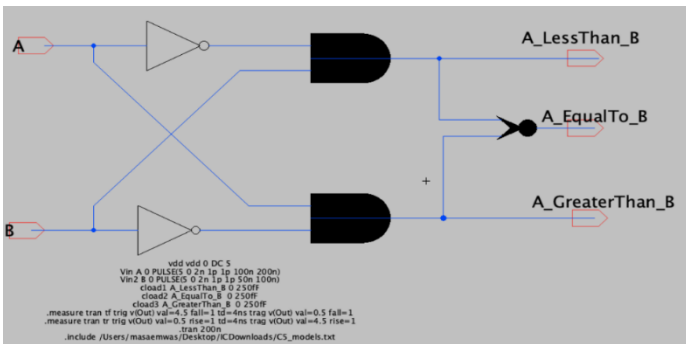 A
A_LessThan_B
A_EqualTo_B
A_GreaterThan_B
B
vdd vdd 0 DC 5
Vin A 0 PULSE(5 0 2n 1p 1p 100n 200n)
Vin2 B 0 PULSE(5 0 2n 1p 1p 50n 100n)
cload1 A_LessThan_B 0 250fF
cload2 A_EqualTo_B 0 250fF
cload3 A_GreaterThan_B 0 250fF
.measure tran tf trig v(Out) val=4.5 fall=1 td=4ns trag v(Out) val=0.5 fall=1
.measure tran tr trig v(Out) val=0.5 rise=1 td=4ns trag v(Out) val=4.5 rise=1
.tran 200n
.include /Users/masaemwas/Desktop/ICDownloads/C5_models.txt